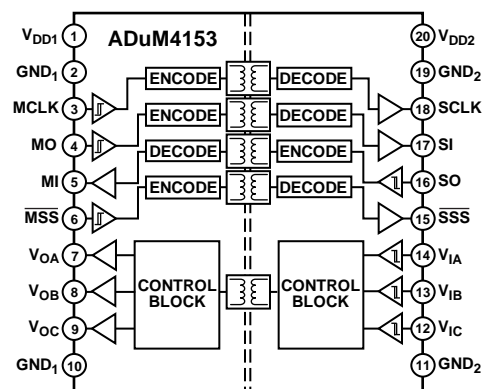 ADuM4153
VDD1 1 20 VDD2
GND1 2 19 GND2
MCLK 3 ENCODE DECODE 18 SCLK
MO 4 ENCODE DECODE 17 SI
MI 5 DECODE ENCODE 16 SO
MSS 6 ENCODE DECODE 15 SSS
VOA 7 14 VIA
VOB 8 CONTROL BLOCK CONTROL BLOCK 13 VIB
VOC 9 12 VIC
GND1 10 11 GND2